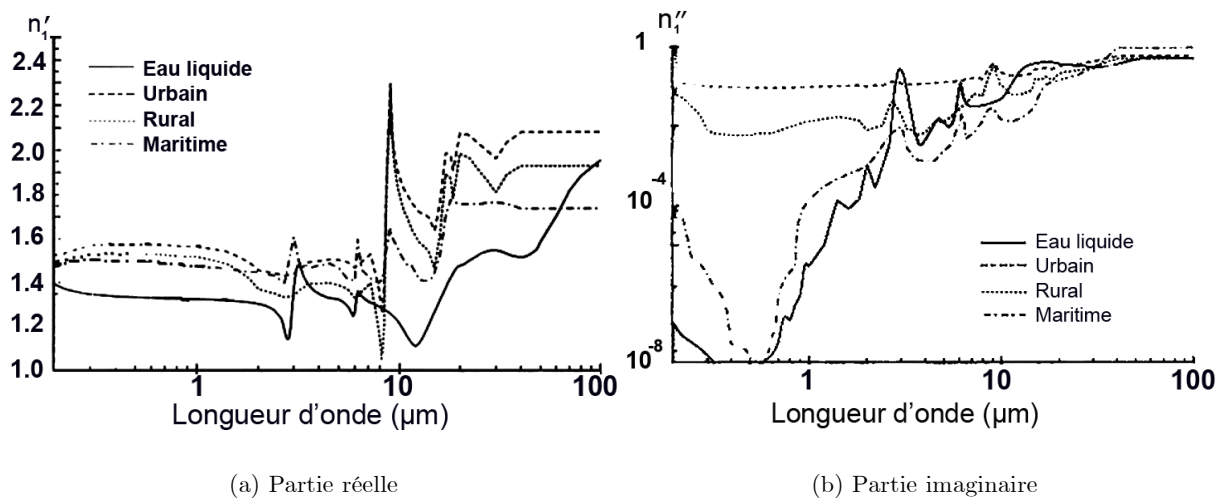 n′₁
2.4
2.2
2.0
1.8
1.6
1.4
1.2
1.0
Eau liquide
Urbain
Rural
Maritime
1
10
100
Longueur d'onde (µm)
(a) Partie réelle
n″₁
1
10⁻⁴
10⁻⁸
Eau liquide
Urbain
Rural
Maritime
1
10
100
Longueur d'onde (µm)
(b) Partie imaginaire